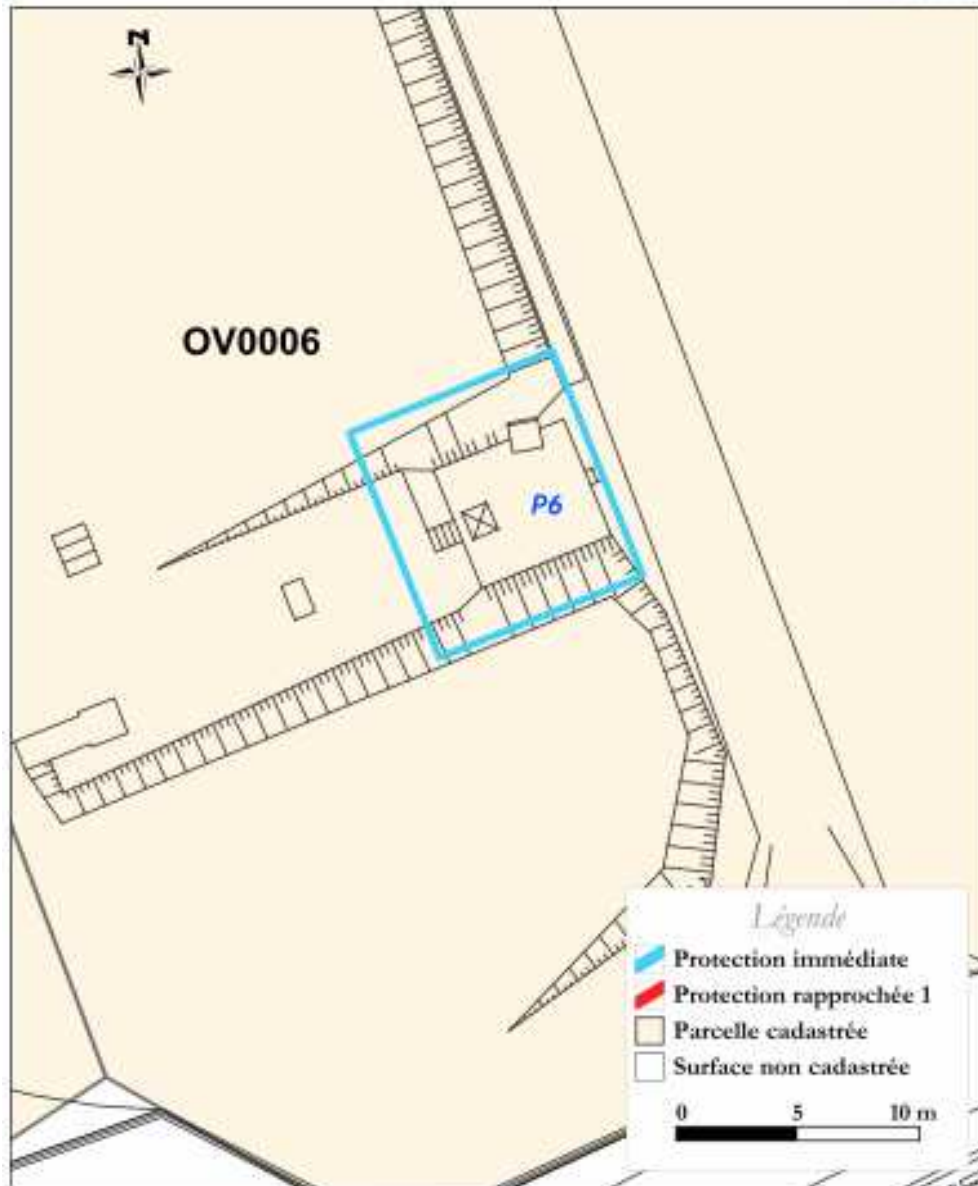 N
OV0006
P6
Légende
Protection immédiate
Protection rapprochée 1
Parcelle cadastrée
Surface non cadastrée
0 5 10 m